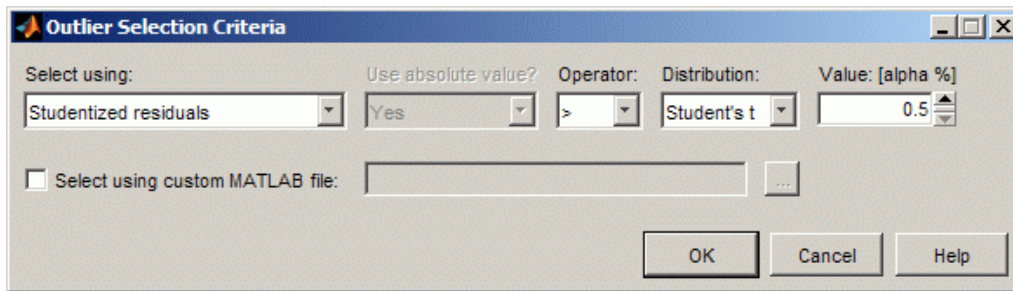 Outlier Selection Criteria
Select using: Use absolute value? Operator: Distribution: Value: [alpha %]
Studentized residuals Yes > Student's t 0.5
Select using custom MATLAB file: ...
OK Cancel Help